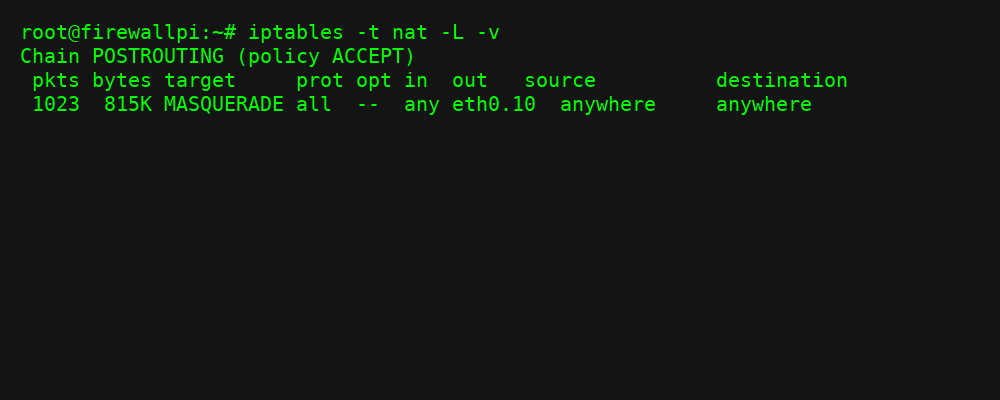 root@firewallpi:~# iptables -t nat -L -v
Chain POSTROUTING (policy ACCEPT)
 pkts bytes target     prot opt in  out   source          destination
 1023  815K MASQUERADE all  --  any eth0.10  anywhere     anywhere